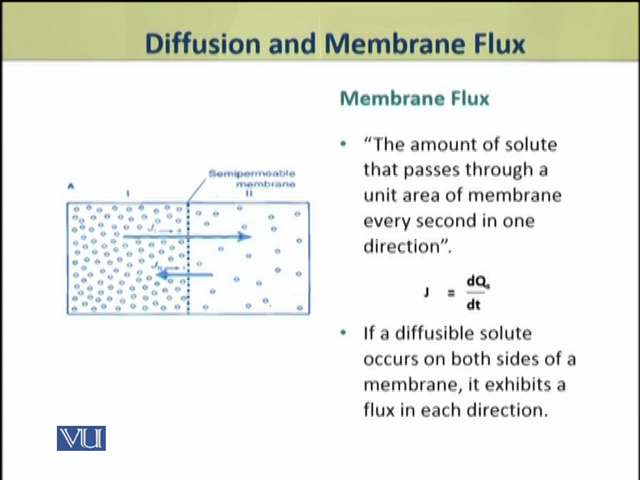 Diffusion and Membrane Flux
Membrane Flux
• “The amount of solute
that passes through a
unit area of membrane
every second in one
direction”.
J = dQs
dt
• If a diffusible solute
occurs on both sides of a
membrane, it exhibits a
flux in each direction.
Semipermeable
membrane
A
I
II
VU